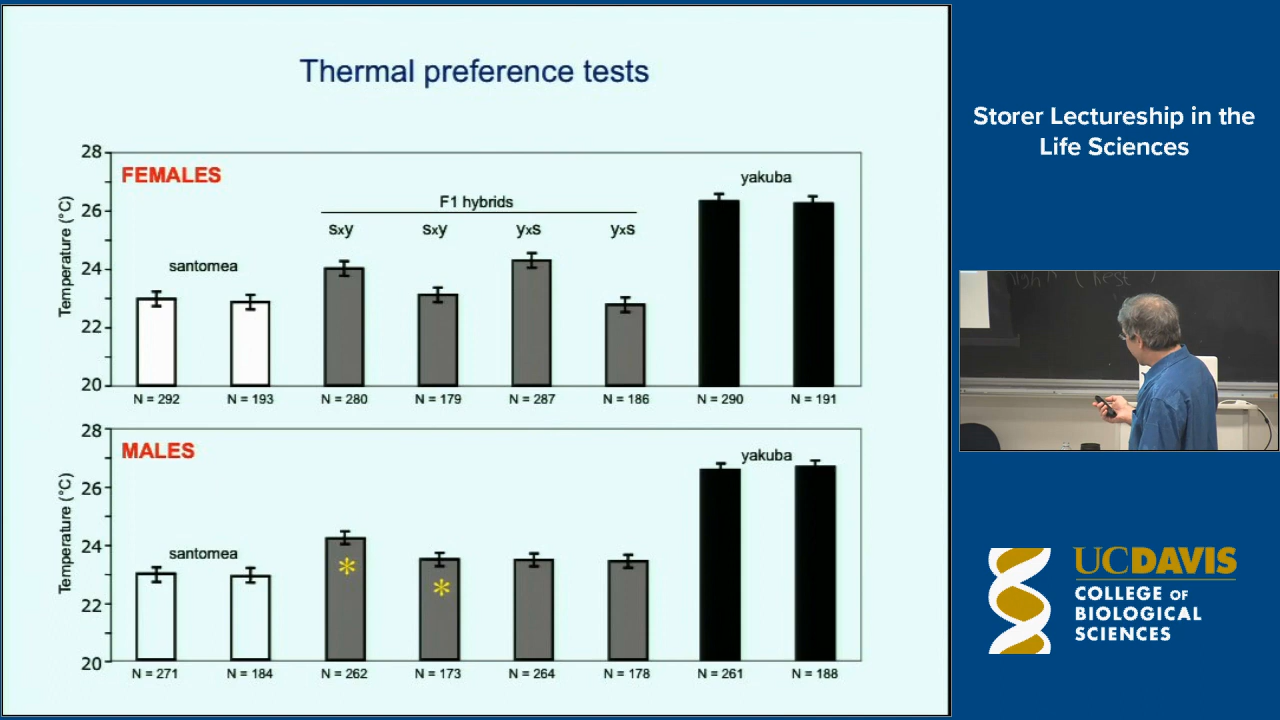 Thermal preference tests
28
26
24
22
20
Temperature (°C)
FEMALES
santomea
F1 hybrids
sxy
sxy
yxs
yxs
yakuba
N = 292
N = 193
N = 280
N = 179
N = 287
N = 186
N = 290
N = 191
28
26
24
22
20
Temperature (°C)
MALES
santomea
*
*
yakuba
N = 271
N = 184
N = 262
N = 173
N = 264
N = 178
N = 261
N = 188
Storer Lectureship in the
Life Sciences
UCDAVIS
COLLEGE OF
BIOLOGICAL
SCIENCES